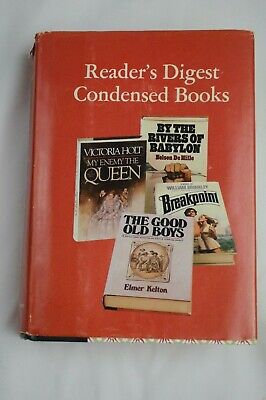 Reader's Digest
Condensed Books
BY THE
RIVERS OF
BABYLON
Nelson De Mille
VICTORIA HOLT
MY ENEMY THE
QUEEN
WILLIAM BRINKLEY
Breakpoint
THE GOOD
OLD BOYS
Elmer Kelton